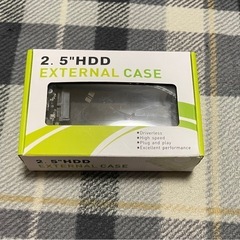 2.5"HDD
EXTERNAL CASE
• Driverless
• High speed
• Plug and play
• Excellent performance
2.5"HDD
EXTERNAL CASE